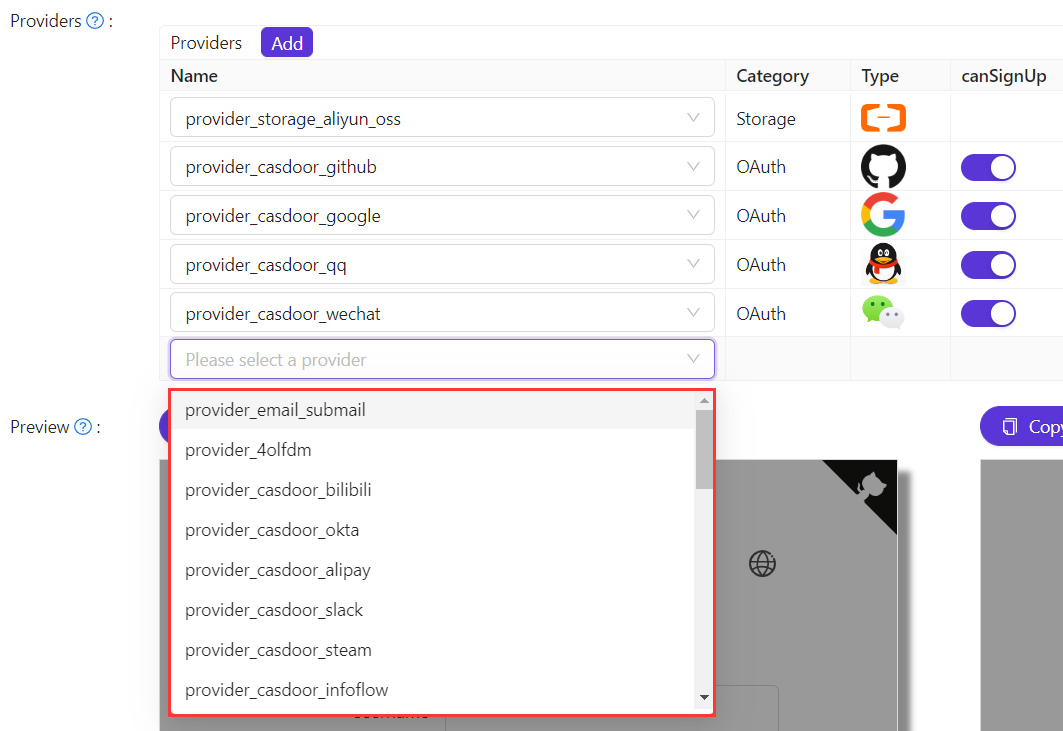 Providers ? :
Providers Add
Name Category Type canSignUp
provider_storage_aliyun_oss Storage
provider_casdoor_github OAuth
provider_casdoor_google OAuth
provider_casdoor_qq OAuth
provider_casdoor_wechat OAuth
Please select a provider
provider_email_submail
Preview ? :
Copy
provider_4olfdm
provider_casdoor_bilibili
provider_casdoor_okta
provider_casdoor_alipay
provider_casdoor_slack
provider_casdoor_steam
provider_casdoor_infoflow